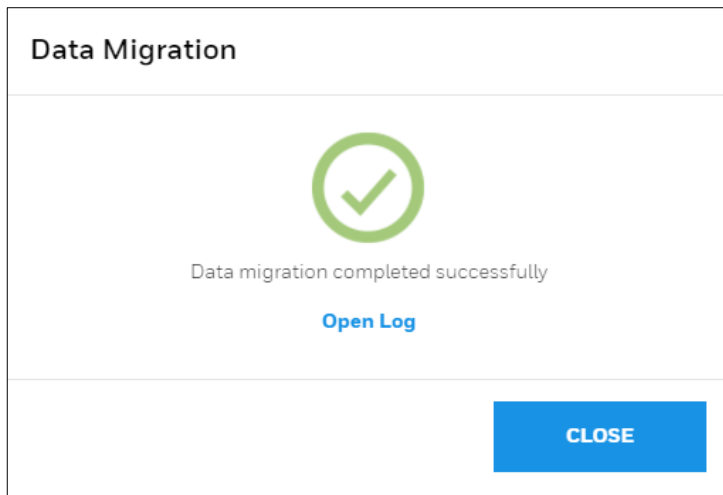 Data Migration
Data migration completed successfully
Open Log
CLOSE